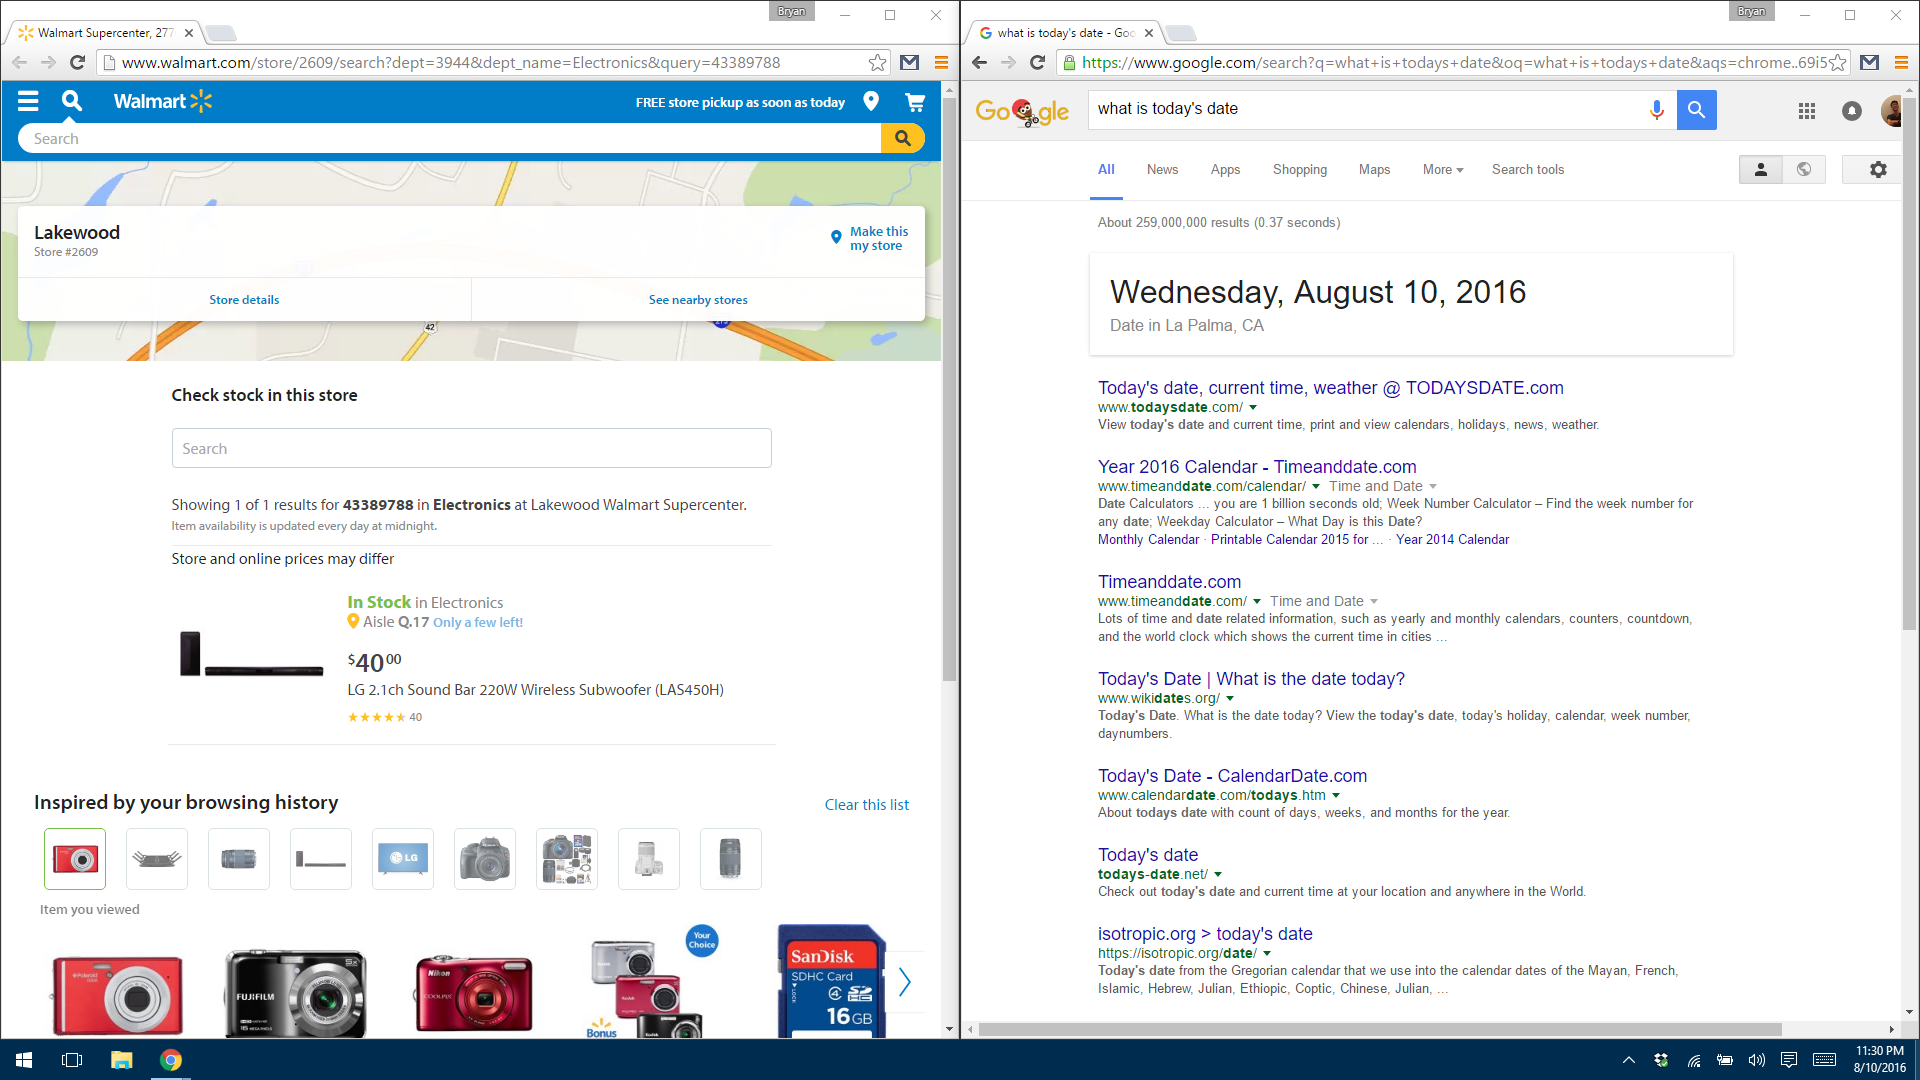 Bryan
Walmart Supercenter, 277
www.walmart.com/store/2609/search?dept=3944&dept_name=Electronics&query=43389788
Walmart
FREE store pickup as soon as today
Search
Lakewood
Store #2609
Make this
my store
Store details
See nearby stores
42
Check stock in this store
Search
Showing 1 of 1 results for 43389788 in Electronics at Lakewood Walmart Supercenter.
Item availability is updated every day at midnight.
Store and online prices may differ
In Stock in Electronics
Aisle Q.17 Only a few left!
$40 00
LG 2.1ch Sound Bar 220W Wireless Subwoofer (LAS450H)
40
Inspired by your browsing history
Clear this list
LG
Item you viewed
Polaroid
FUJIFILM
5x
16 MEGA PIXELS
Nikon
COOLPIX
Your
Choice
Kodak
Kodak
Kodak
Bonus
SanDisk
SDHC Card
LOCK
4
16GB
Bryan
what is today's date - Goo
https://www.google.com/search?q=what+is+todays+date&oq=what+is+todays+date&aqs=chrome..69i5
Google
what is today's date
All
News
Apps
Shopping
Maps
More
Search tools
About 259,000,000 results (0.37 seconds)
Wednesday, August 10, 2016
Date in La Palma, CA
Today's date, current time, weather @ TODAYSDATE.com
www.todaysdate.com/
View today's date and current time, print and view calendars, holidays, news, weather.
Year 2016 Calendar - Timeanddate.com
www.timeanddate.com/calendar/ Time and Date
Date Calculators ... you are 1 billion seconds old; Week Number Calculator – Find the week number for
any date; Weekday Calculator – What Day is this Date?
Monthly Calendar · Printable Calendar 2015 for ... · Year 2014 Calendar
Timeanddate.com
www.timeanddate.com/ Time and Date
Lots of time and date related information, such as yearly and monthly calendars, counters, countdown,
and the world clock which shows the current time in cities ...
Today's Date | What is the date today?
www.wikidates.org/
Today's Date. What is the date today? View the today's date, today's holiday, calendar, week number,
daynumbers.
Today's Date - CalendarDate.com
www.calendardate.com/todays.htm
About todays date with count of days, weeks, and months for the year.
Today's date
todays-date.net/
Check out today's date and current time at your location and anywhere in the World.
isotropic.org > today's date
https://isotropic.org/date/
Today's date from the Gregorian calendar that we use into the calendar dates of the Mayan, French,
Islamic, Hebrew, Julian, Ethiopic, Coptic, Chinese, Julian, ...
11:30 PM
8/10/2016